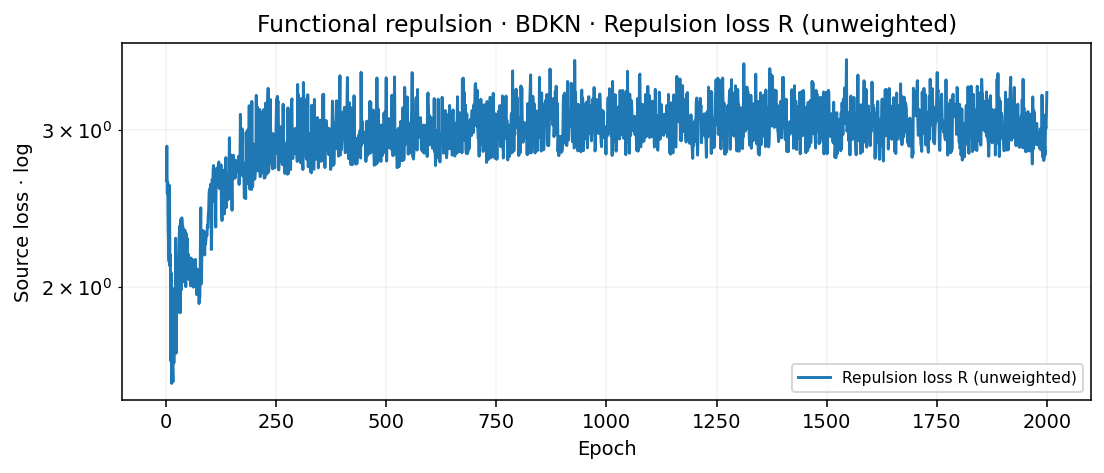 Functional repulsion · BDKN · Repulsion loss R (unweighted)
Source loss · log
3 × 10⁰
2 × 10⁰
Repulsion loss R (unweighted)
0 250 500 750 1000 1250 1500 1750 2000
Epoch